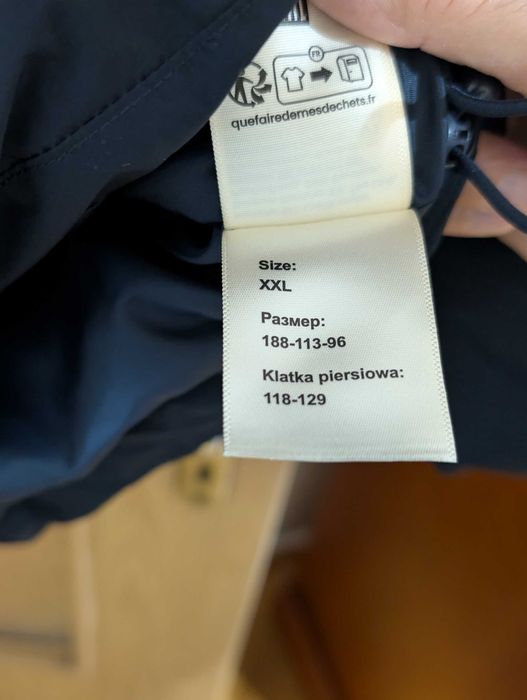 FR
quefairedemesdechets.fr
Size:
XXL
Размер:
188-113-96
Klatka piersiowa:
118-129